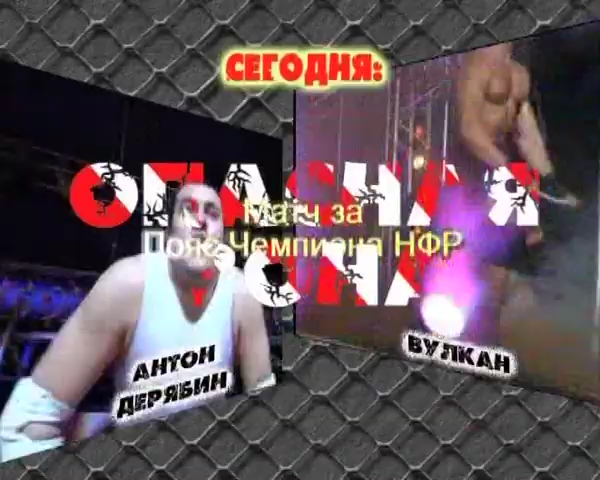 СЕГОДНЯ:
ОПАСНАЯ
Матч за
Пояс Чемпиона НФР
ЗОНА
ВУЛКАН
АНТОН
ДЕРЯБИН